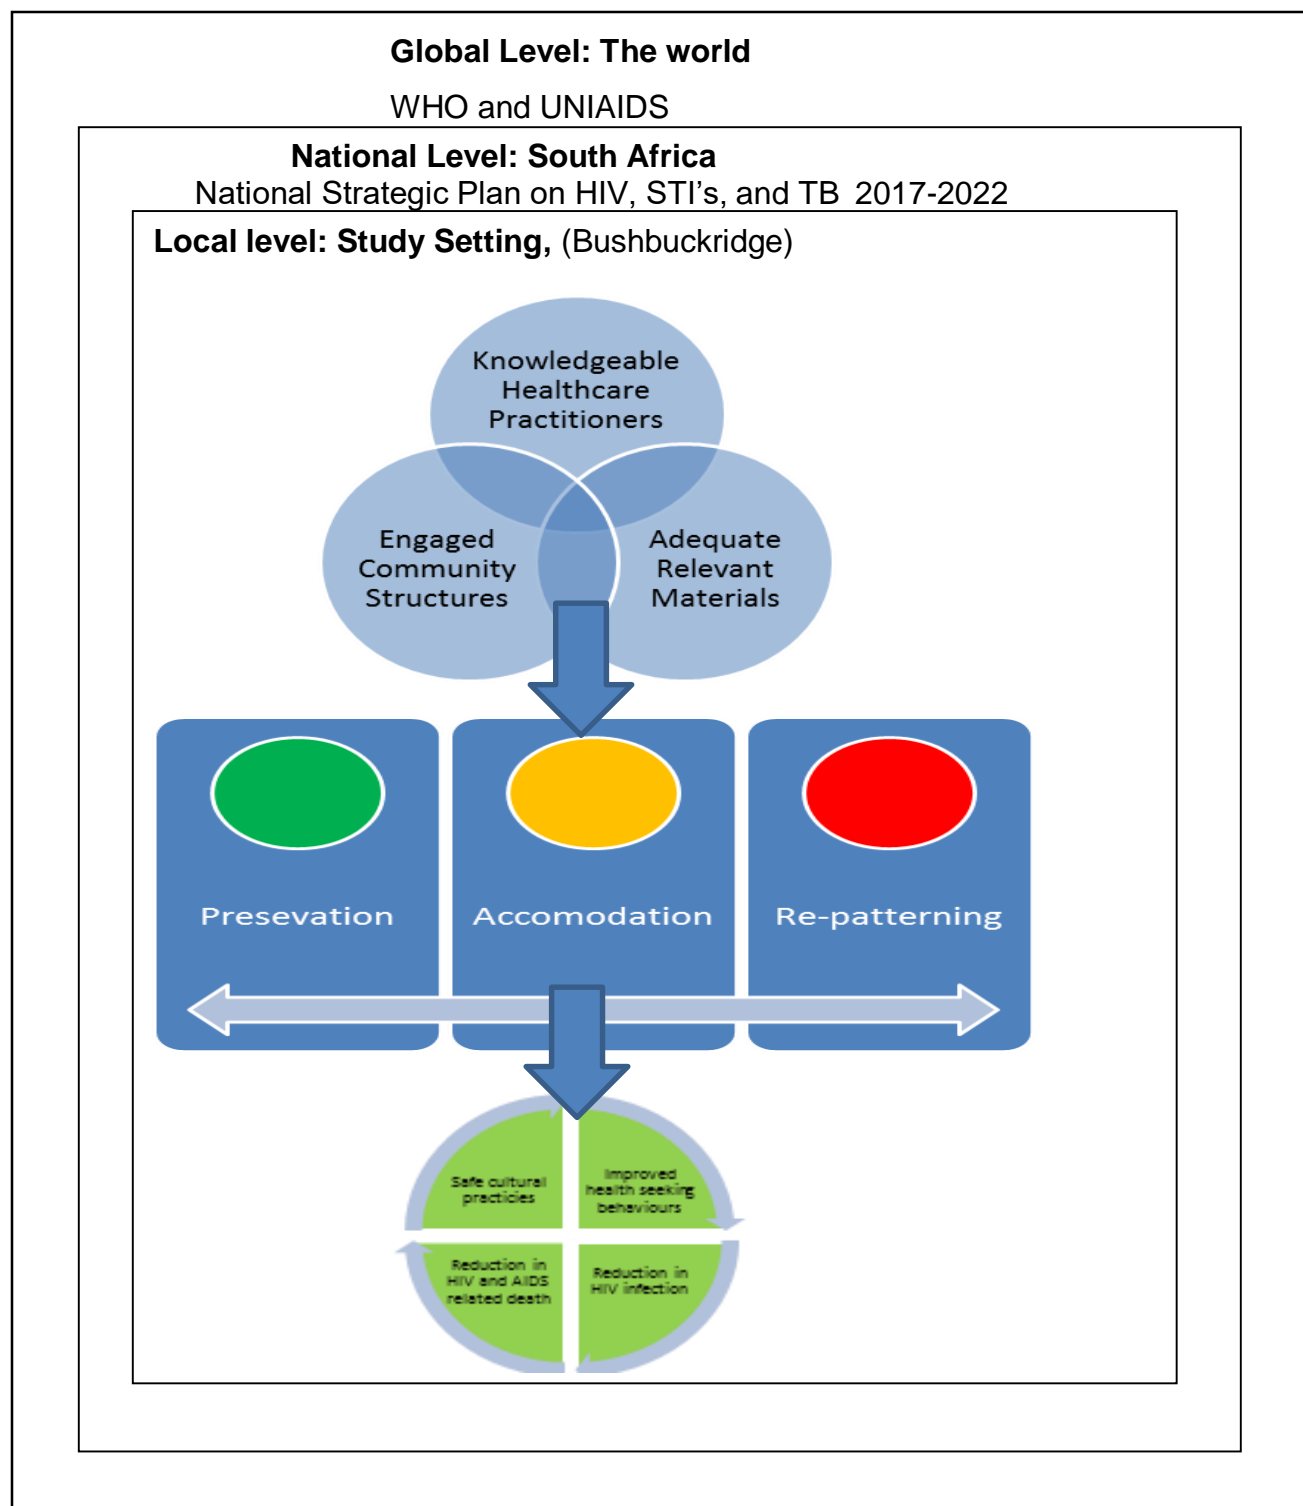 Global Level: The world
WHO and UNIAIDS
National Level: South Africa
National Strategic Plan on HIV, STI's, and TB 2017-2022
Local level: Study Setting, (Bushbuckridge)
Knowledgeable
Healthcare
Practitioners
Engaged
Community
Structures
Adequate
Relevant
Materials
Presevation
Accomodation
Re-patterning
Safe cultural
practicies
Improved
health seeking
behaviours
Reduction in
HIV and AIDS
related death
Reduction in
HIV infection